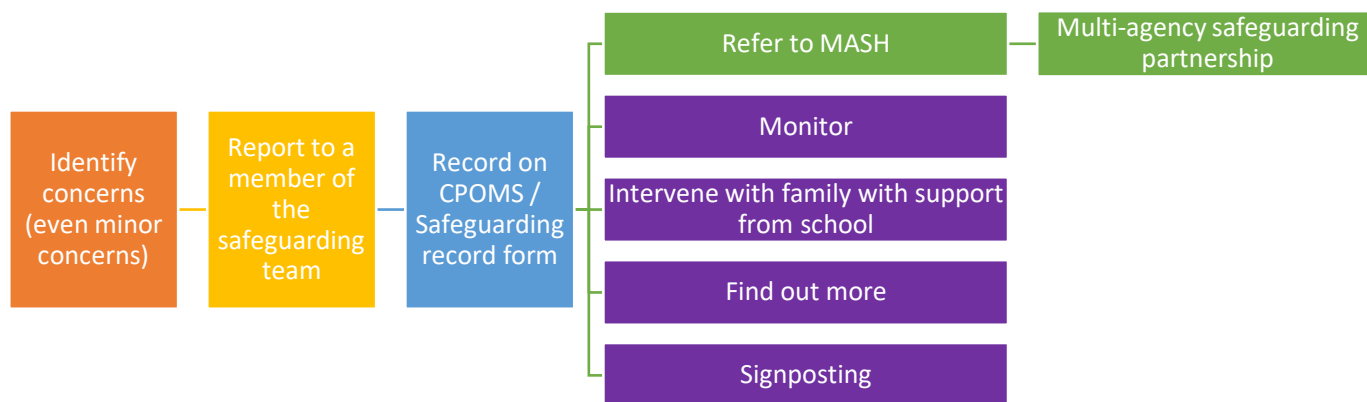 Identify
concerns
(even minor
concerns)
Report to a
member of
the
safeguarding
team
Record on
CPOMS /
Safeguarding
record form
Refer to MASH
Multi-agency safeguarding
partnership
Monitor
Intervene with family with support
from school
Find out more
Signposting